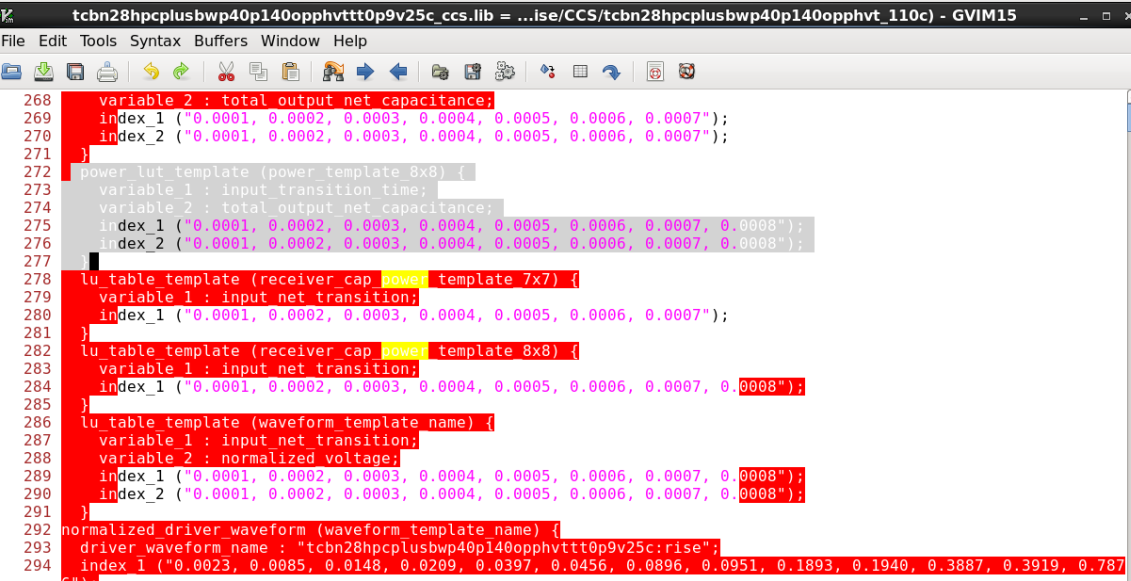 tcbn28hpcplusbwp40p140opphvttt0p9v25c_ccs.lib = ...ise/CCS/tcbn28hpcplusbwp40p140opphvt_110c) - GVIM15
File Edit Tools Syntax Buffers Window Help
268 variable_2 : total_output_net_capacitance;
269 index_1 ("0.0001, 0.0002, 0.0003, 0.0004, 0.0005, 0.0006, 0.0007");
270 index_2 ("0.0001, 0.0002, 0.0003, 0.0004, 0.0005, 0.0006, 0.0007");
271 }
272 power_lut_template (power_template_8x8) {
273 variable_1 : input_transition_time;
274 variable_2 : total_output_net_capacitance;
275 index_1 ("0.0001, 0.0002, 0.0003, 0.0004, 0.0005, 0.0006, 0.0007, 0.0008");
276 index_2 ("0.0001, 0.0002, 0.0003, 0.0004, 0.0005, 0.0006, 0.0007, 0.0008");
277 }
278 lu_table_template (receiver_cap_power_template_7x7) {
279 variable_1 : input_net_transition;
280 index_1 ("0.0001, 0.0002, 0.0003, 0.0004, 0.0005, 0.0006, 0.0007");
281 }
282 lu_table_template (receiver_cap_power_template_8x8) {
283 variable_1 : input_net_transition;
284 index_1 ("0.0001, 0.0002, 0.0003, 0.0004, 0.0005, 0.0006, 0.0007, 0.0008");
285 }
286 lu_table_template (waveform_template_name) {
287 variable_1 : input_net_transition;
288 variable_2 : normalized_voltage;
289 index_1 ("0.0001, 0.0002, 0.0003, 0.0004, 0.0005, 0.0006, 0.0007, 0.0008");
290 index_2 ("0.0001, 0.0002, 0.0003, 0.0004, 0.0005, 0.0006, 0.0007, 0.0008");
291 }
292 normalized_driver_waveform (waveform_template_name) {
293 driver_waveform_name : "tcbn28hpcplusbwp40p140opphvttt0p9v25c:rise";
294 index_1 ("0.0023, 0.0085, 0.0148, 0.0209, 0.0397, 0.0456, 0.0896, 0.0951, 0.1893, 0.1940, 0.3887, 0.3919, 0.787